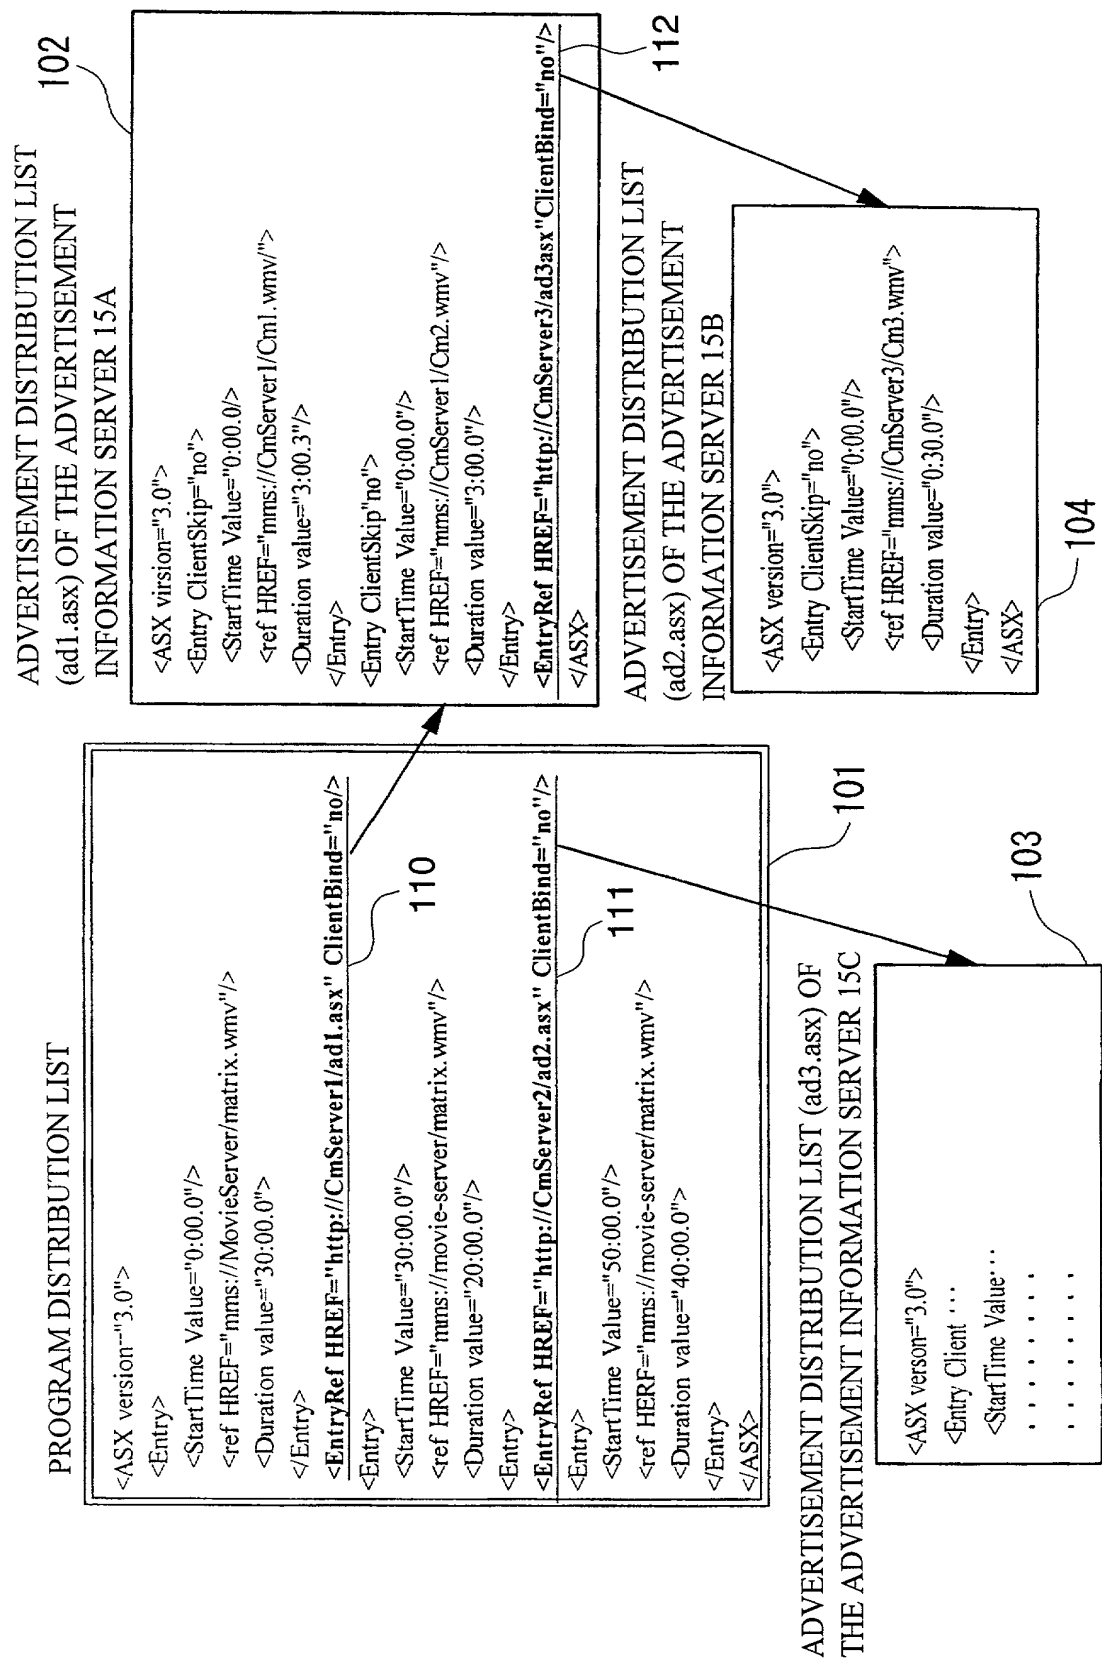 PROGRAM DISTRIBUTION LIST
<ASX version="3.0">
<Entry>
<StartTime Value="0:00.0"/>
<ref HREF="mms://MovieServer/matrix.wmv"/>
<Duration value="30:00.0">
</Entry>
<EntryRef HREF="http://CmServer1/ad1.asx" ClientBind="no/>
110
<Entry>
<StartTime Value="30:00.0"/>
<ref HREF="mms://movie-server/matrix.wmv"/>
<Duration value="20:00.0"/>
<Entry>
<EntryRef HREF="http://CmServer2/ad2.asx" ClientBind="no"/>
111
<Entry>
<StartTime Value="50:00.0"/>
<ref HERF="mms://movie-server/matrix.wmv"/>
<Duration value="40:00.0">
</Entry>
</ASX>
101
ADVERTISEMENT DISTRIBUTION LIST
(ad1.asx) OF THE ADVERTISEMENT
INFORMATION SERVER 15A
102
<ASX virsion="3.0">
<Entry ClientSkip="no">
<StartTime Value="0:00.0/>
<ref HREF="mms://CmServer1/Cm1.wmv/">
<Duration value="3:00.3"/>
</Entry>
<Entry ClientSkip"no">
<StartTime Value="0:00.0"/>
<ref HREF="mms://CmServer1/Cm2.wmv"/>
<Duration value="3:00.0"/>
</Entry>
<EntryRef HREF="http://CmServer3/ad3asx"ClientBind="no"/>
</ASX>
112
ADVERTISEMENT DISTRIBUTION LIST
(ad2.asx) OF THE ADVERTISEMENT
INFORMATION SERVER 15B
<ASX version="3.0">
<Entry ClientSkip="no">
<StartTime Value="0:00.0"/>
<ref HREF="mms://CmServer3/Cm3.wmv">
<Duration value="0:30.0"/>
</Entry>
</ASX>
104
ADVERTISEMENT DISTRIBUTION LIST (ad3.asx) OF
THE ADVERTISEMENT INFORMATION SERVER 15C
<ASX verson="3.0">
<Entry Client ···
<StartTime Value···
· · · · · · · ·
· · · · · · · ·
103